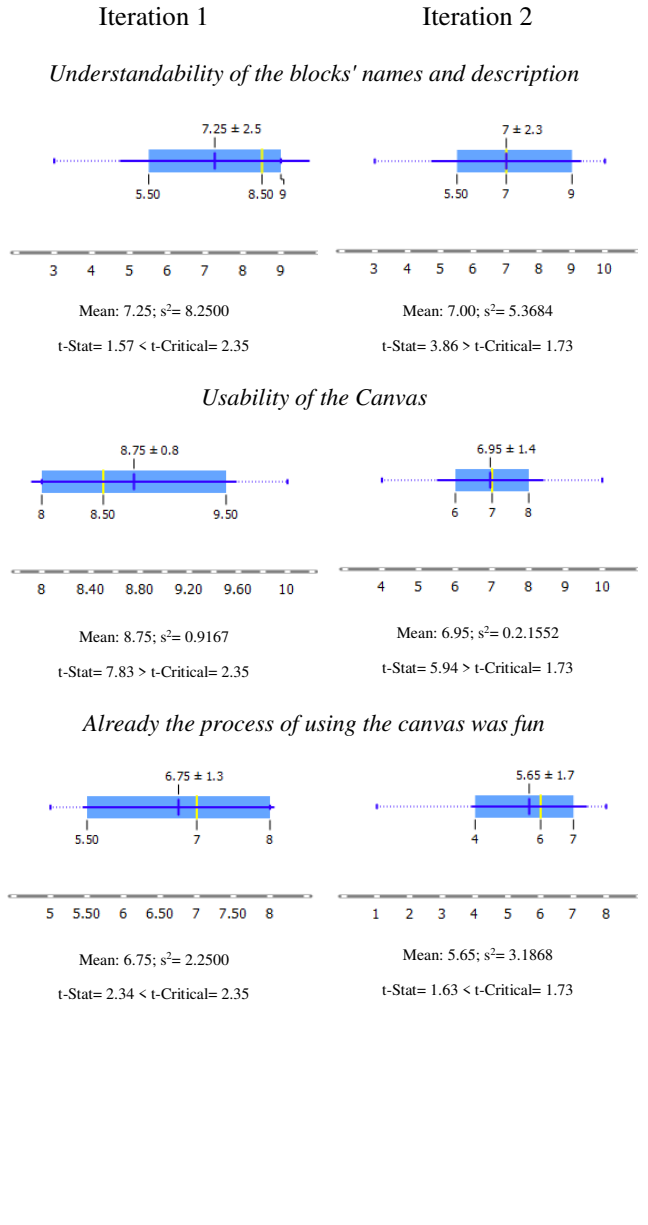 Iteration 1 Iteration 2
Understandability of the blocks' names and description
7.25 ± 2.5 7 ± 2.3
5.50 8.50 9 5.50 7 9
3 4 5 6 7 8 9 3 4 5 6 7 8 9 10
Mean: 7.25; s²= 8.2500 Mean: 7.00; s²= 5.3684
t-Stat= 1.57 < t-Critical= 2.35 t-Stat= 3.86 > t-Critical= 1.73
Usability of the Canvas
8.75 ± 0.8 6.95 ± 1.4
8 8.50 9.50 6 7 8
8 8.40 8.80 9.20 9.60 10 4 5 6 7 8 9 10
Mean: 8.75; s²= 0.9167 Mean: 6.95; s²= 0.2.1552
t-Stat= 7.83 > t-Critical= 2.35 t-Stat= 5.94 > t-Critical= 1.73
Already the process of using the canvas was fun
6.75 ± 1.3 5.65 ± 1.7
5.50 7 8 4 6 7
5 5.50 6 6.50 7 7.50 8 1 2 3 4 5 6 7 8
Mean: 6.75; s²= 2.2500 Mean: 5.65; s²= 3.1868
t-Stat= 2.34 < t-Critical= 2.35 t-Stat= 1.63 < t-Critical= 1.73